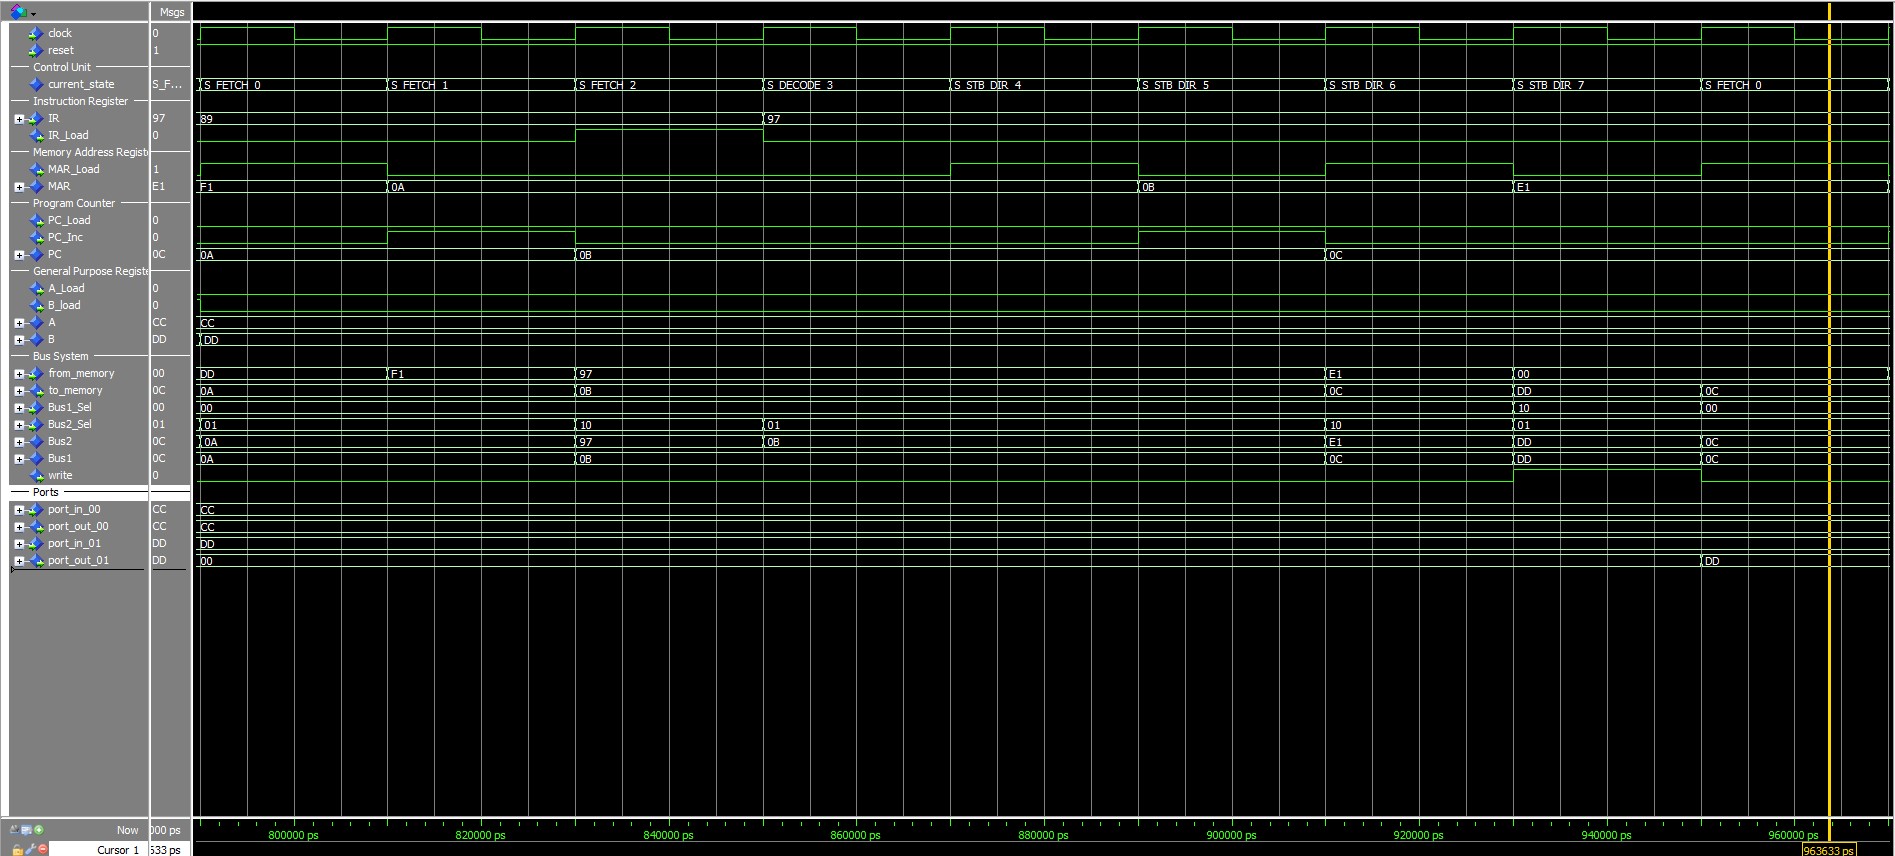 Msgs
clock 0
reset 1
Control Unit
current_state S_F... S_FETCH_0 S_FETCH_1 S_FETCH_2 S_DECODE_3 S_STB_DIR_4 S_STB_DIR_5 S_STB_DIR_6 S_STB_DIR_7 S_FETCH_0
Instruction Register
IR 97 89 97
IR_Load 0
Memory Address Regist
MAR_Load 1
MAR E1 F1 0A 0B E1
Program Counter
PC_Load 0
PC_Inc 0
PC 0C 0A 0B 0C
General Purpose Registe
A_Load 0
B_load 0
A CC CC
B DD DD
Bus System
from_memory 00 DD F1 97 E1 00
to_memory 0C 0A 0B 0C DD 0C
Bus1_Sel 00 00 10 00
Bus2_Sel 01 01 10 01 10 01
Bus2 0C 0A 97 0B E1 DD 0C
Bus1 0C 0A 0B 0C DD 0C
write 0
Ports
port_in_00 CC CC
port_out_00 CC CC
port_in_01 DD DD
port_out_01 DD 00 DD
Now 000 ps 800000 ps 820000 ps 840000 ps 860000 ps 880000 ps 900000 ps 920000 ps 940000 ps 960000 ps
Cursor 1 533 ps 963633 ps